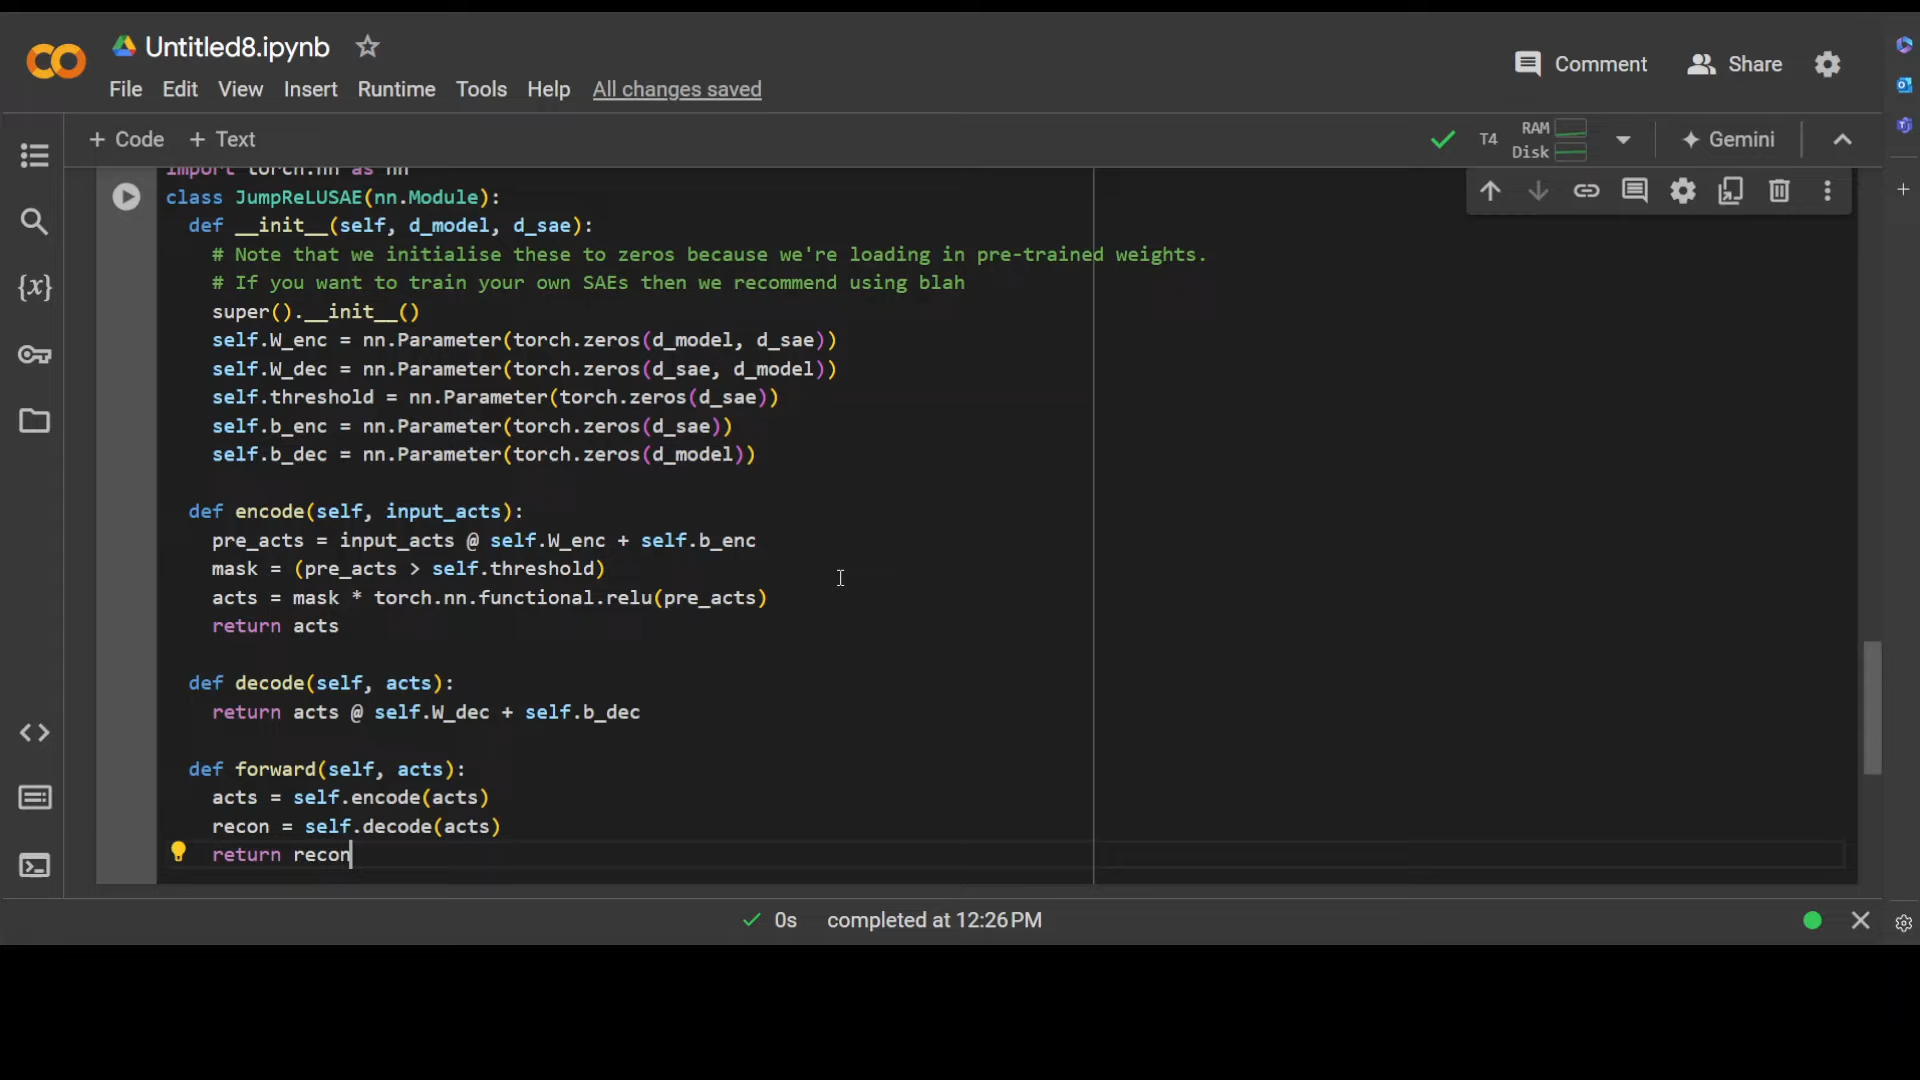 Untitled8.ipynb
Comment
Share
File Edit View Insert Runtime Tools Help All changes saved
+ Code + Text
T4
RAM
Disk
Gemini
import torch.nn as nn
class JumpReLUSAE(nn.Module):
  def __init__(self, d_model, d_sae):
    # Note that we initialise these to zeros because we're loading in pre-trained weights.
    # If you want to train your own SAEs then we recommend using blah
    super().__init__()
    self.W_enc = nn.Parameter(torch.zeros(d_model, d_sae))
    self.W_dec = nn.Parameter(torch.zeros(d_sae, d_model))
    self.threshold = nn.Parameter(torch.zeros(d_sae))
    self.b_enc = nn.Parameter(torch.zeros(d_sae))
    self.b_dec = nn.Parameter(torch.zeros(d_model))
  def encode(self, input_acts):
    pre_acts = input_acts @ self.W_enc + self.b_enc
    mask = (pre_acts > self.threshold)
    acts = mask * torch.nn.functional.relu(pre_acts)
    return acts
  def decode(self, acts):
    return acts @ self.W_dec + self.b_dec
  def forward(self, acts):
    acts = self.encode(acts)
    recon = self.decode(acts)
    return recon
{x}
0s completed at 12:26 PM